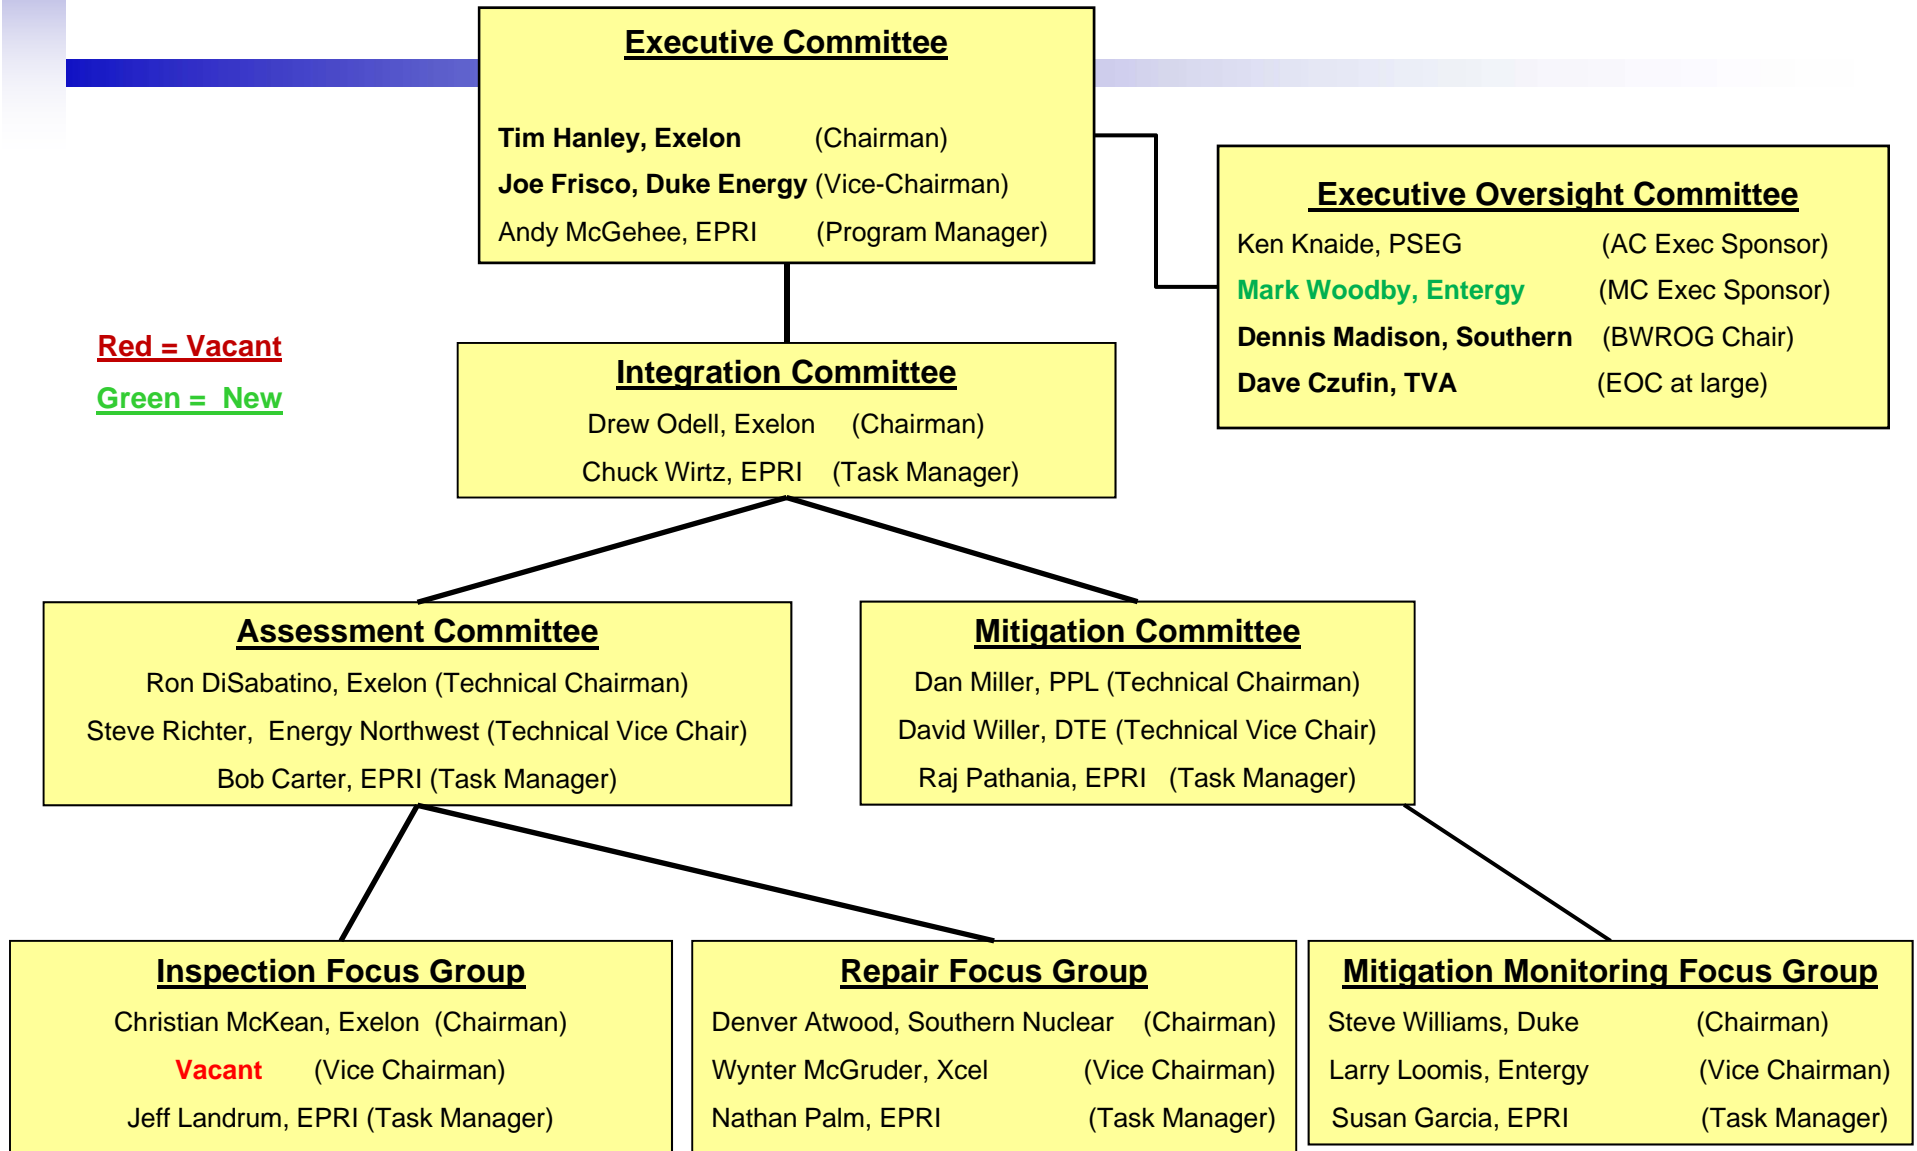 Executive Committee
Tim Hanley, Exelon (Chairman)
Joe Frisco, Duke Energy (Vice-Chairman)
Andy McGehee, EPRI (Program Manager)
Executive Oversight Committee
Ken Knaide, PSEG (AC Exec Sponsor)
Mark Woodby, Entergy (MC Exec Sponsor)
Dennis Madison, Southern (BWROG Chair)
Dave Czufin, TVA (EOC at large)
Red = Vacant
Green = New
Integration Committee
Drew Odell, Exelon (Chairman)
Chuck Wirtz, EPRI (Task Manager)
Assessment Committee
Ron DiSabatino, Exelon (Technical Chairman)
Steve Richter, Energy Northwest (Technical Vice Chair)
Bob Carter, EPRI (Task Manager)
Mitigation Committee
Dan Miller, PPL (Technical Chairman)
David Willer, DTE (Technical Vice Chair)
Raj Pathania, EPRI (Task Manager)
Inspection Focus Group
Christian McKean, Exelon (Chairman)
Vacant (Vice Chairman)
Jeff Landrum, EPRI (Task Manager)
Repair Focus Group
Denver Atwood, Southern Nuclear (Chairman)
Wynter McGruder, Xcel (Vice Chairman)
Nathan Palm, EPRI (Task Manager)
Mitigation Monitoring Focus Group
Steve Williams, Duke (Chairman)
Larry Loomis, Entergy (Vice Chairman)
Susan Garcia, EPRI (Task Manager)